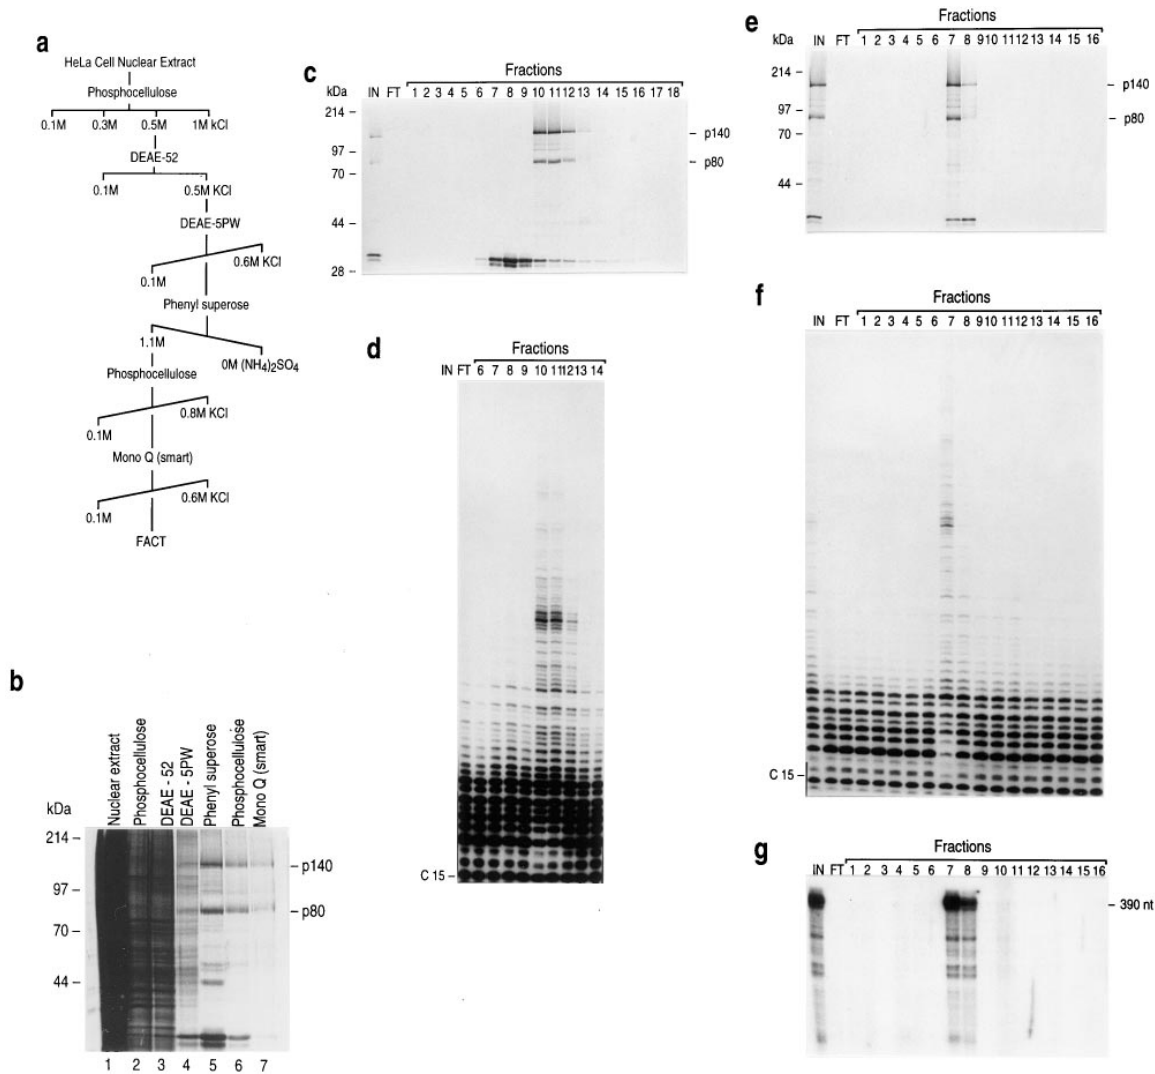 a
HeLa Cell Nuclear Extract
Phosphocellulose
0.1M 0.3M 0.5M 1M kCl
DEAE-52
0.1M 0.5M KCl
DEAE-5PW
0.1M 0.6M KCl
Phenyl superose
1.1M 0M (NH4)2SO4
Phosphocellulose
0.1M 0.8M KCl
Mono Q (smart)
0.1M 0.6M KCl
FACT
b
Nuclear extract
Phosphocellulose
DEAE - 52
DEAE - 5PW
Phenyl superose
Phosphocellulose
Mono Q (smart)
kDa
214
97
70
44
p140
p80
1 2 3 4 5 6 7
c
Fractions
kDa IN FT 1 2 3 4 5 6 7 8 9 10 11 12 13 14 15 16 17 18
214
97
70
44
28
p140
p80
d
Fractions
IN FT 6 7 8 9 10 11 12 13 14
C 15
e
Fractions
kDa IN FT 1 2 3 4 5 6 7 8 9 10 11 12 13 14 15 16
214
97
70
44
p140
p80
f
Fractions
IN FT 1 2 3 4 5 6 7 8 9 10 11 12 13 14 15 16
C 15
g
Fractions
IN FT 1 2 3 4 5 6 7 8 9 10 11 12 13 14 15 16
390 nt